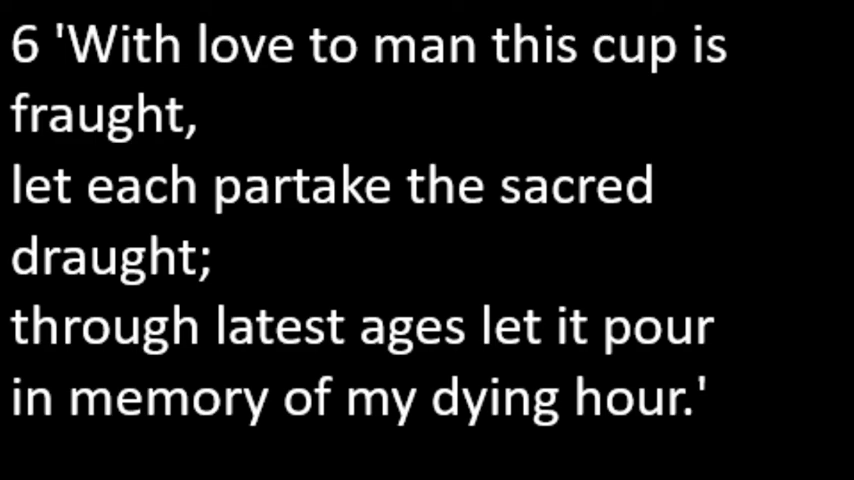 6 'With love to man this cup is
fraught,
let each partake the sacred
draught;
through latest ages let it pour
in memory of my dying hour.'